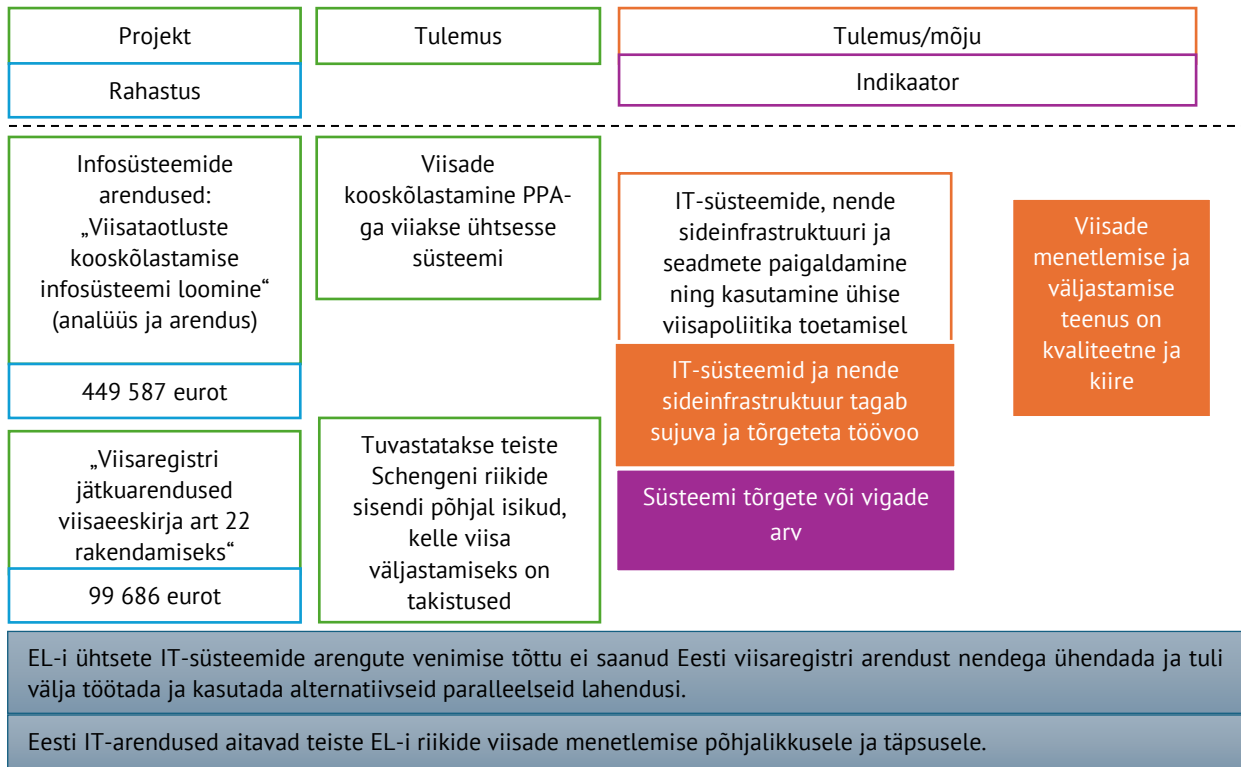 Projekt
Rahastus
Tulemus
Tulemus/mõju
Indikaator
Infosüsteemide
arendused:
„Viisataotluste
kooskõlastamise
infosüsteemi loomine“
(analüüs ja arendus)
449 587 eurot
Viisade
kooskõlastamine PPA-
ga viiakse ühtsesse
süsteemi
„Viisaregistri
jätkuarendused
viisaeeskirja art 22
rakendamiseks“
99 686 eurot
Tuvastatakse teiste
Schengeni riikide
sisendi põhjal isikud,
kelle viisa
väljastamiseks on
takistused
IT-süsteemide, nende
sideinfrastruktuuri ja
seadmete paigaldamine
ning kasutamine ühise
viisapoliitika toetamisel
IT-süsteemid ja nende
sideinfrastruktuur tagab
sujuva ja tõrgeteta töövoo
Süsteemi tõrgete või vigade
arv
Viisade
menetlemise ja
väljastamise
teenus on
kvaliteetne ja
kiire
EL-i ühtsete IT-süsteemide arengute venimise tõttu ei saanud Eesti viisaregistri arendust nendega ühendada ja tuli
välja töötada ja kasutada alternatiivseid paralleelseid lahendusi.
Eesti IT-arendused aitavad teiste EL-i riikide viisade menetlemise põhjalikkusele ja täpsusele.